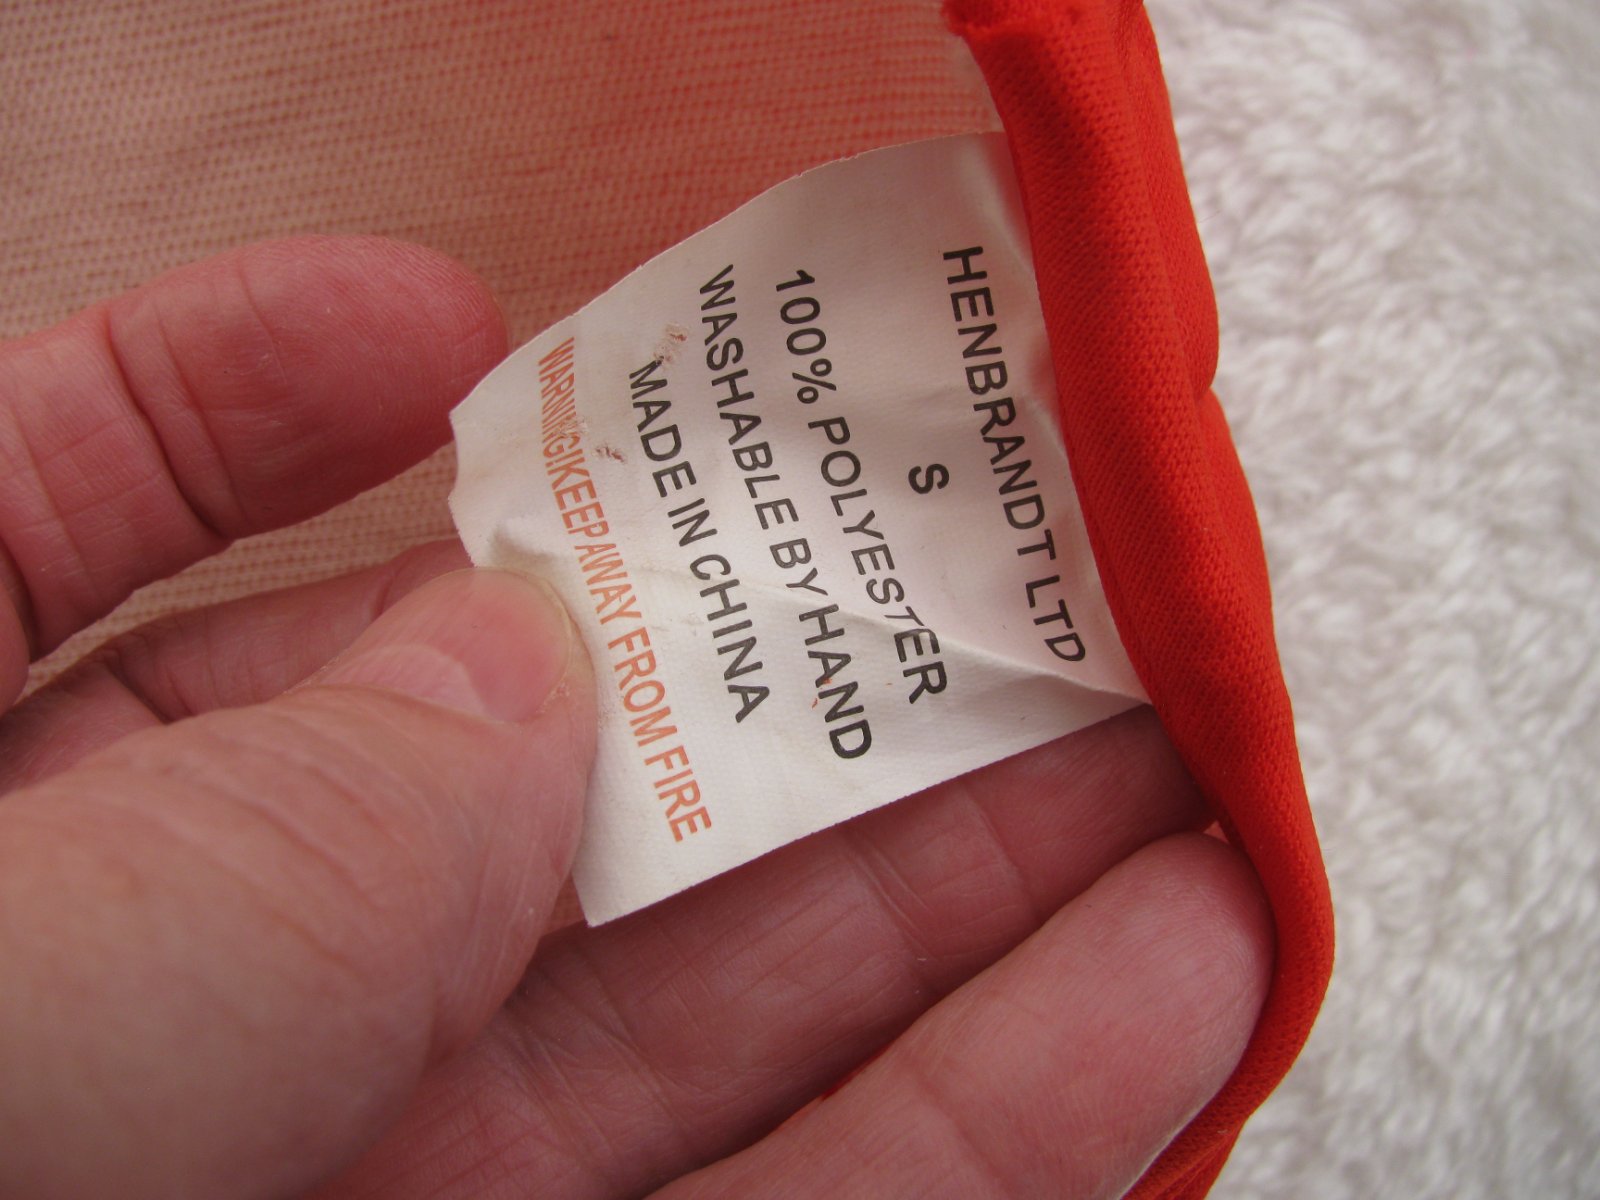 HENBRANDT LTD
S
100% POLYESTER
WASHABLE BY HAND
MADE IN CHINA
WARNING!KEEP AWAY FROM FIRE